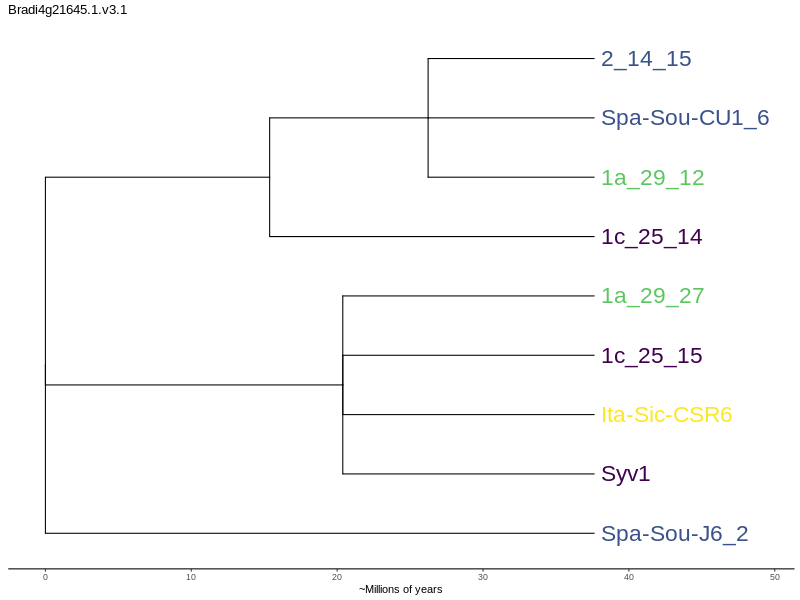 Bradi4g21645.1.v3.1
2_14_15
Spa-Sou-CU1_6
1a_29_12
1c_25_14
1a_29_27
1c_25_15
Ita-Sic-CSR6
Syv1
Spa-Sou-J6_2
0 10 20 30 40 50
~Millions of years